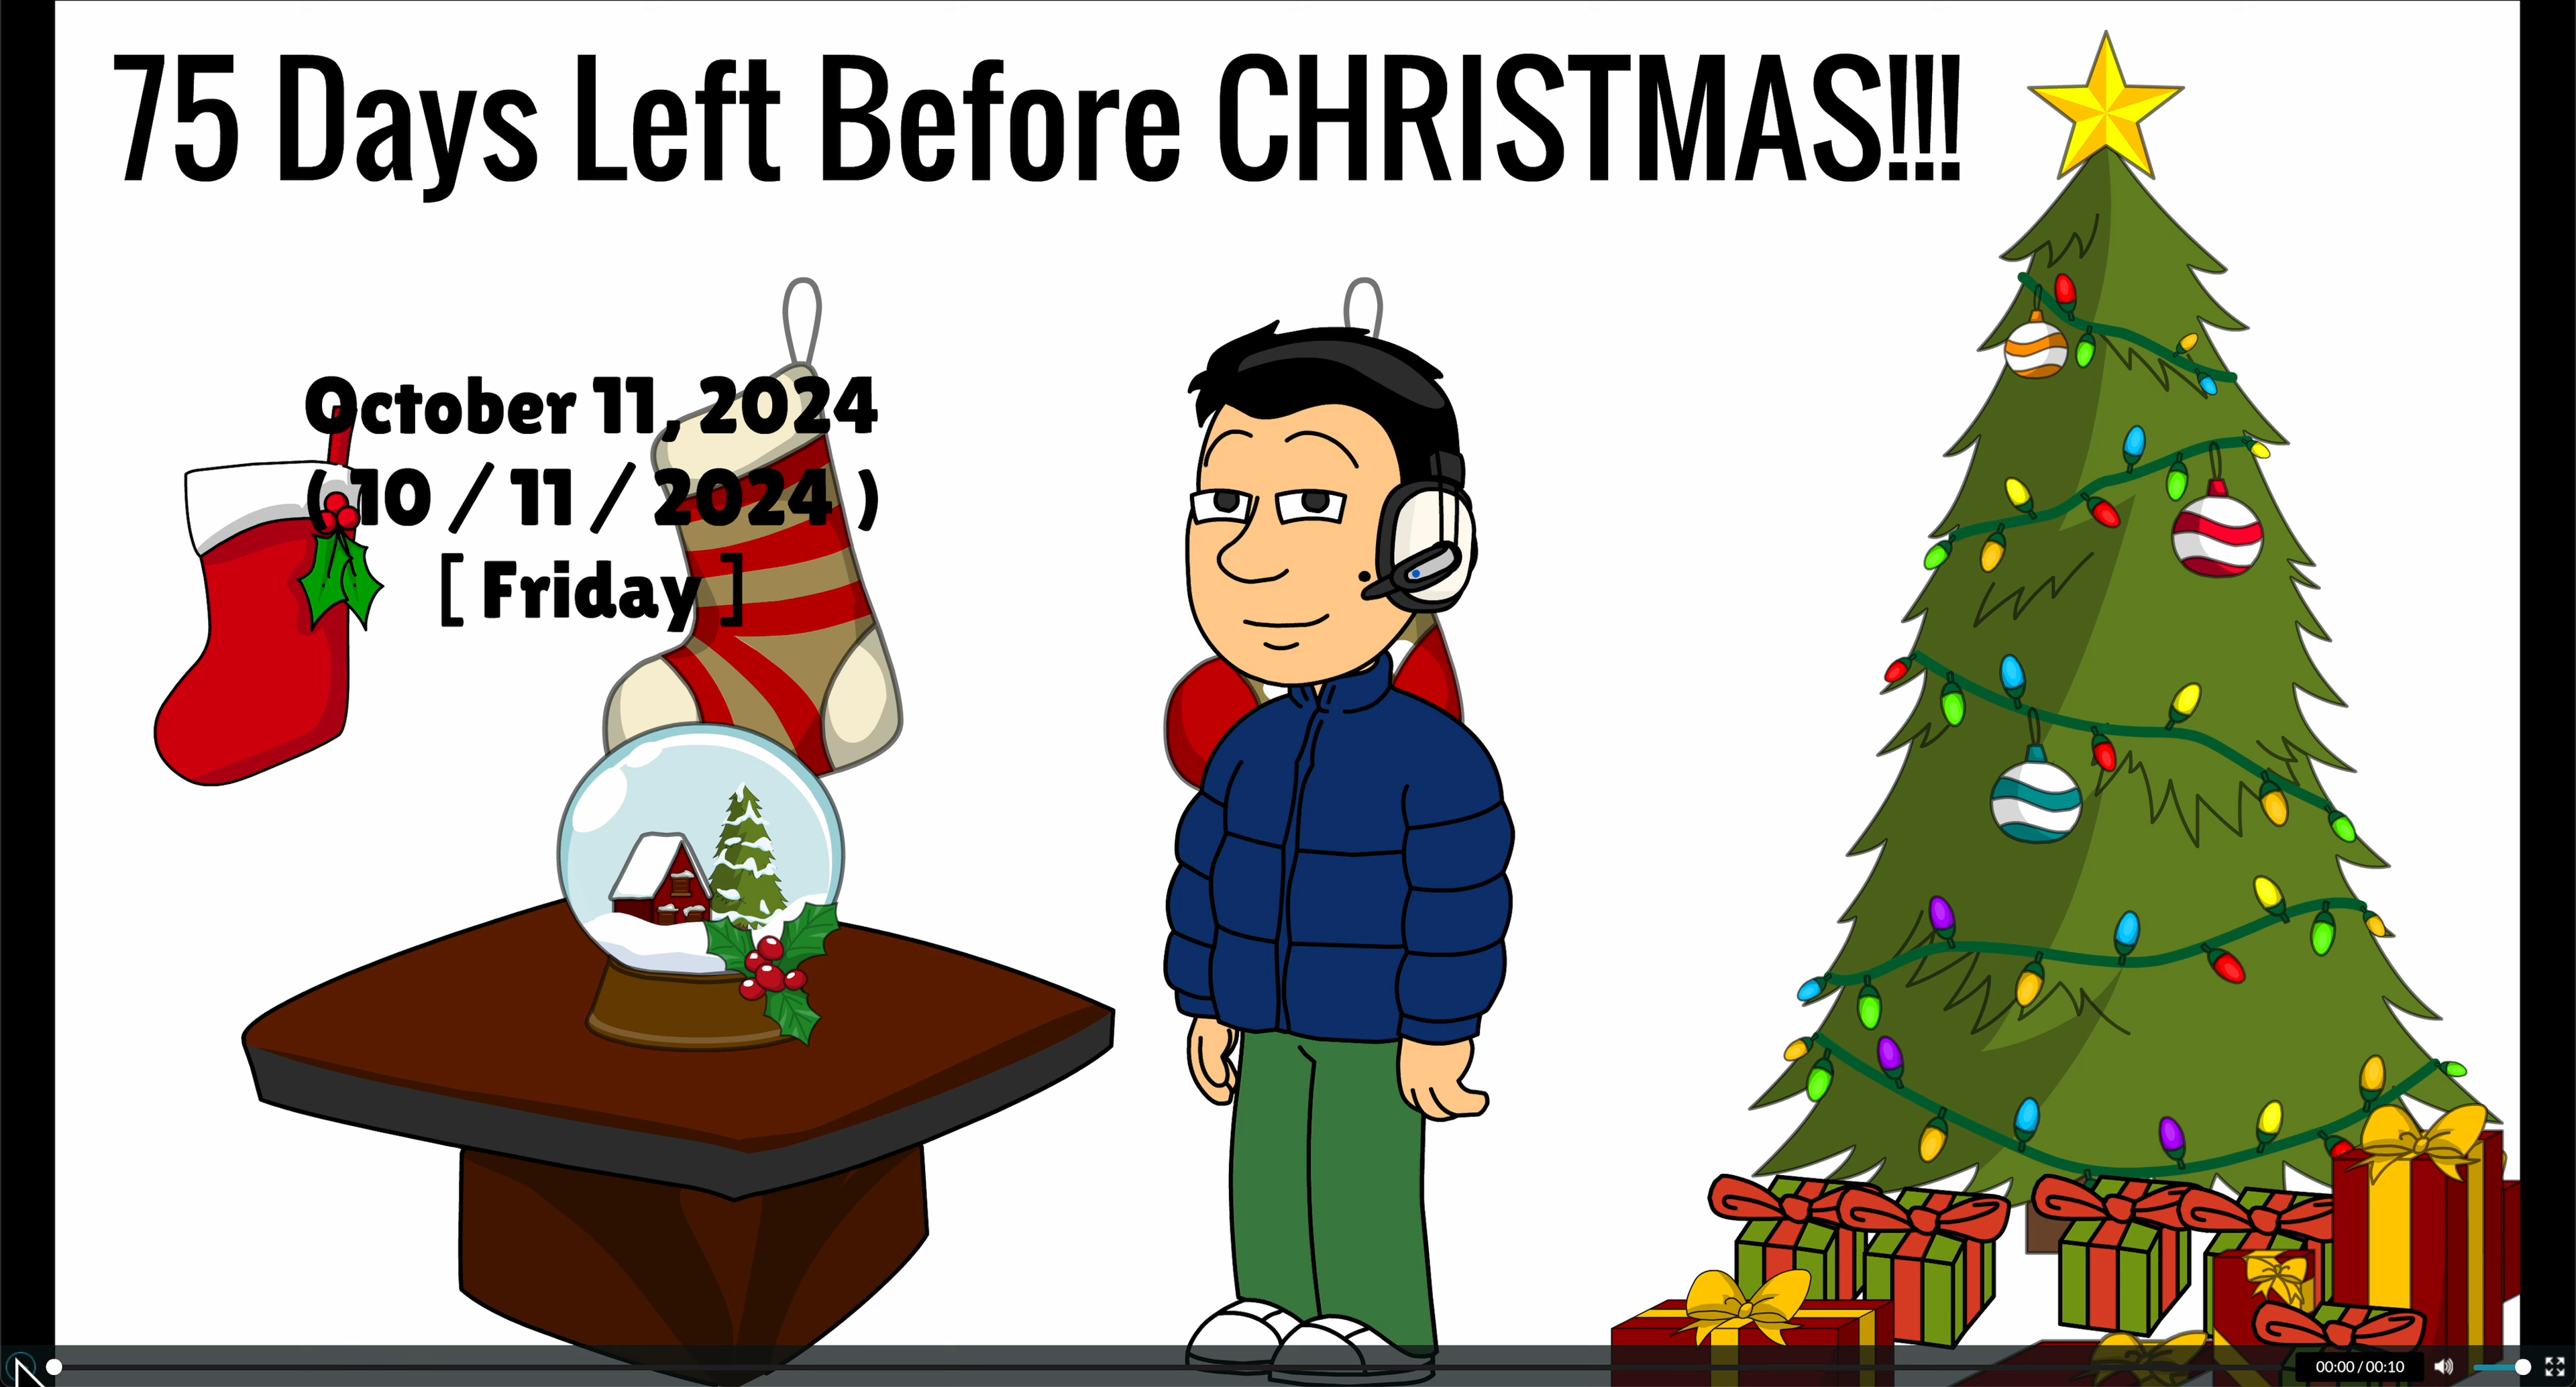 75 Days Left Before CHRISTMAS!!!
October 11, 2024
( 10 / 11 / 2024 )
[ Friday ]
00:00 / 00:10